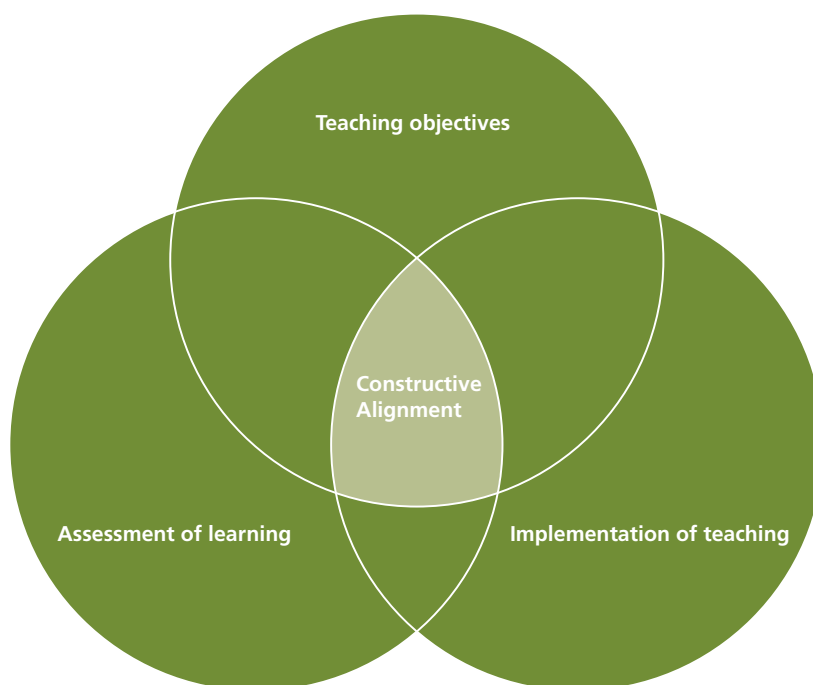 Teaching objectives
Constructive
Alignment
Assessment of learning
Implementation of teaching